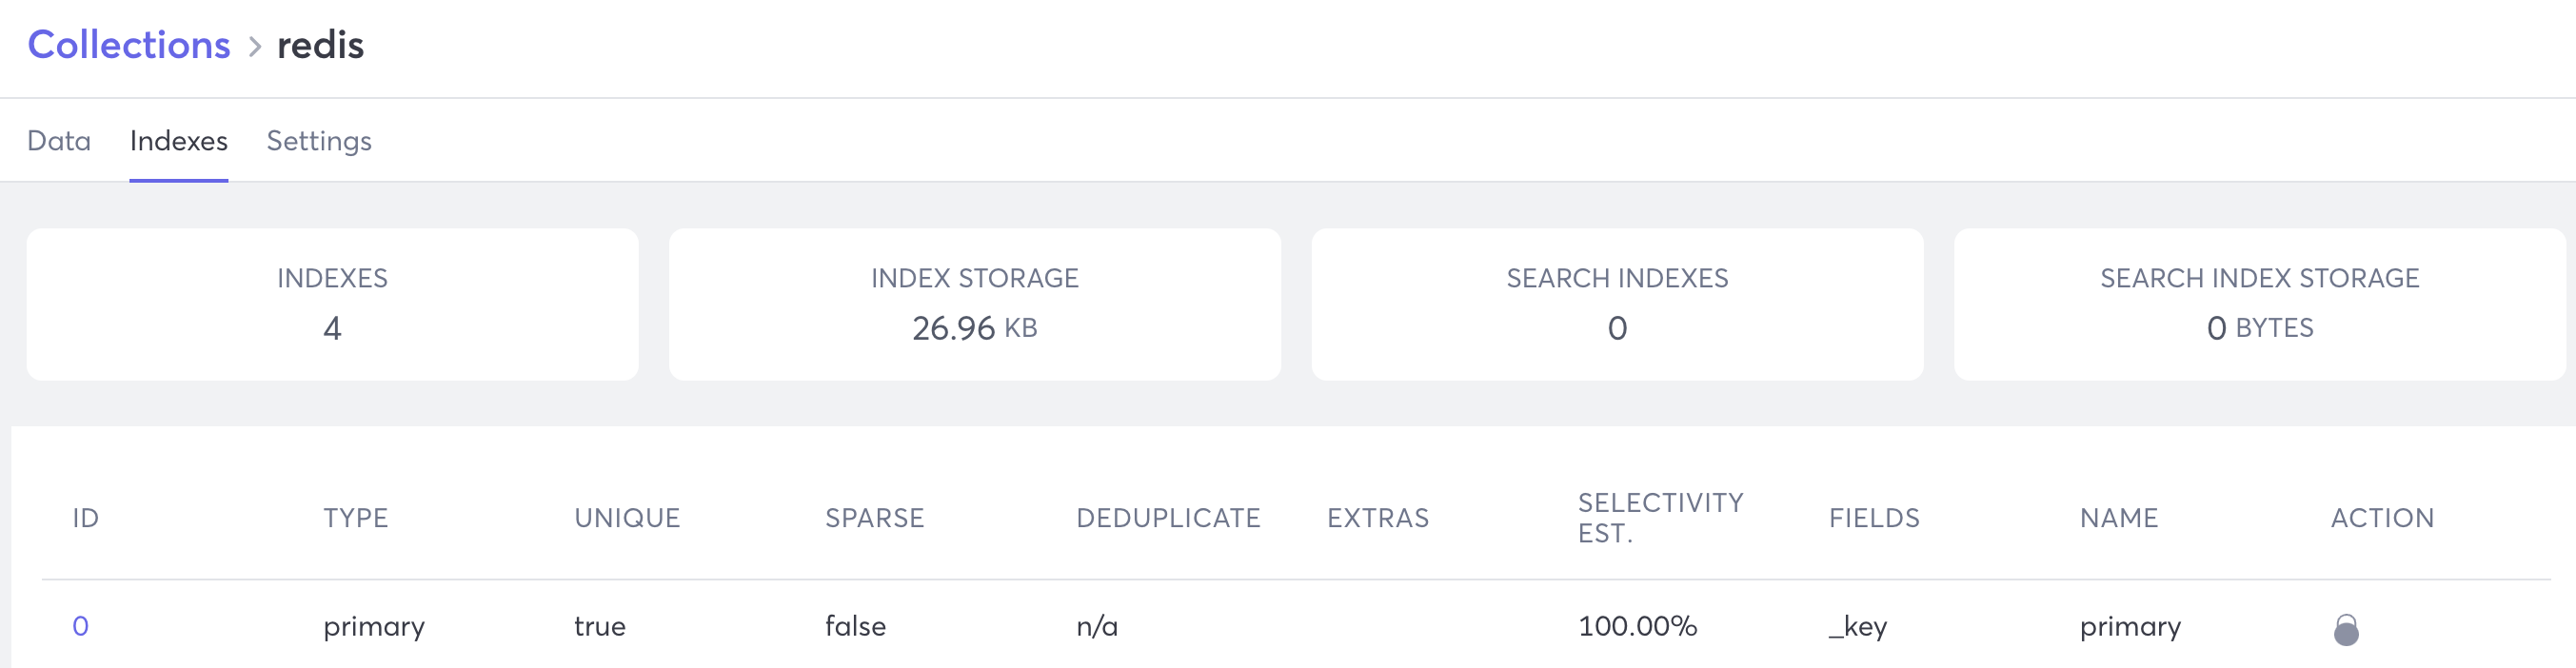 Collections > redis
Data Indexes Settings
INDEXES INDEX STORAGE SEARCH INDEXES SEARCH INDEX STORAGE
4 26.96 KB 0 0 BYTES
ID TYPE UNIQUE SPARSE DEDUPLICATE EXTRAS SELECTIVITY EST. FIELDS NAME ACTION
0 primary true false n/a 100.00% _key primary